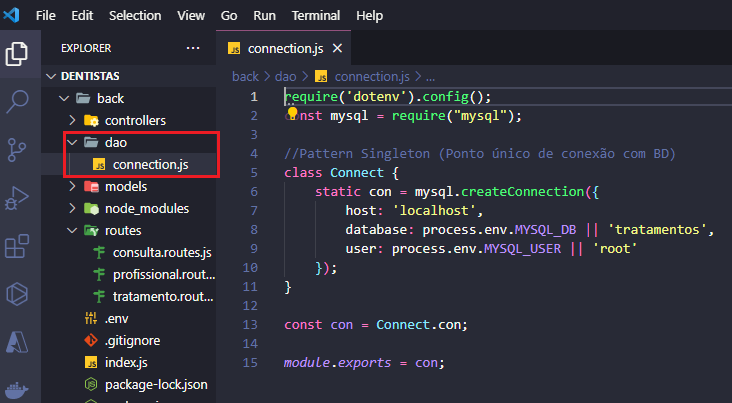 File Edit Selection View Go Run Terminal Help
EXPLORER ...
connection.js
DENTISTAS
back
controllers
dao
connection.js
models
node_modules
routes
consulta.routes.js
profissional.rout...
tratamento.rout...
.env
.gitignore
index.js
package-lock.json
back > dao > connection.js > ...
1 require('dotenv').config();
2 const mysql = require("mysql");
3
4 //Pattern Singleton (Ponto único de conexão com BD)
5 class Connect {
6 static con = mysql.createConnection({
7 host: 'localhost',
8 database: process.env.MYSQL_DB || 'tratamentos',
9 user: process.env.MYSQL_USER || 'root'
10 });
11 }
12
13 const con = Connect.con;
14
15 module.exports = con;